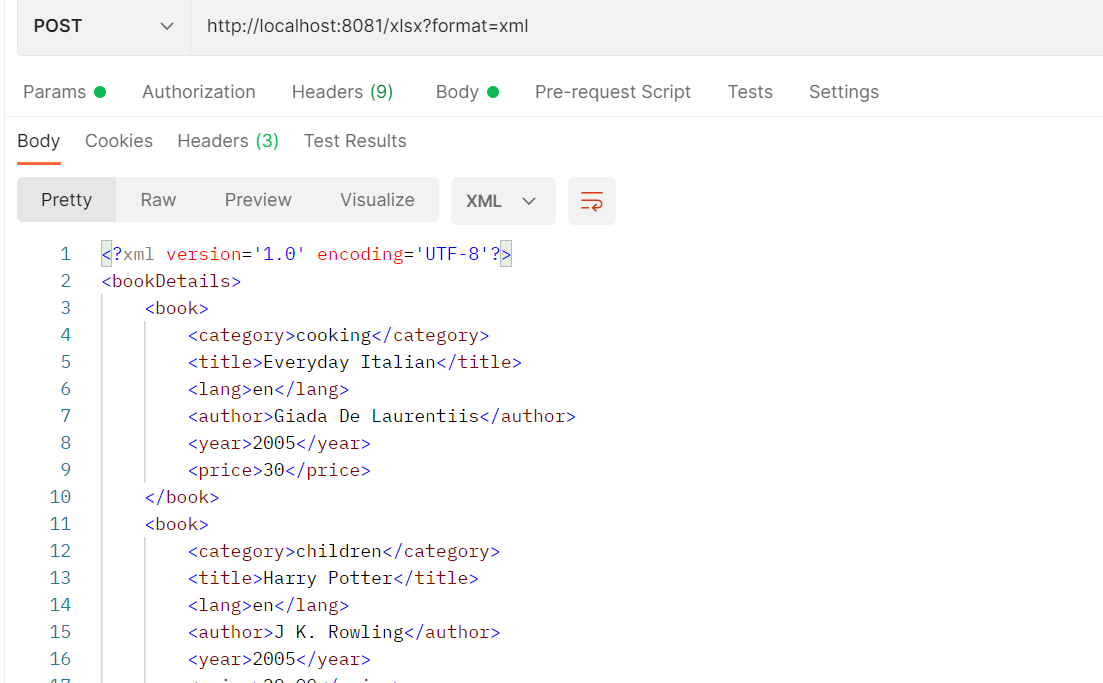 POST http://localhost:8081/xlsx?format=xml
Params Authorization Headers (9) Body Pre-request Script Tests Settings
Body Cookies Headers (3) Test Results
Pretty Raw Preview Visualize XML
1 <?xml version='1.0' encoding='UTF-8'?>
2 <bookDetails>
3 <book>
4 <category>cooking</category>
5 <title>Everyday Italian</title>
6 <lang>en</lang>
7 <author>Giada De Laurentiis</author>
8 <year>2005</year>
9 <price>30</price>
10 </book>
11 <book>
12 <category>children</category>
13 <title>Harry Potter</title>
14 <lang>en</lang>
15 <author>J K. Rowling</author>
16 <year>2005</year>